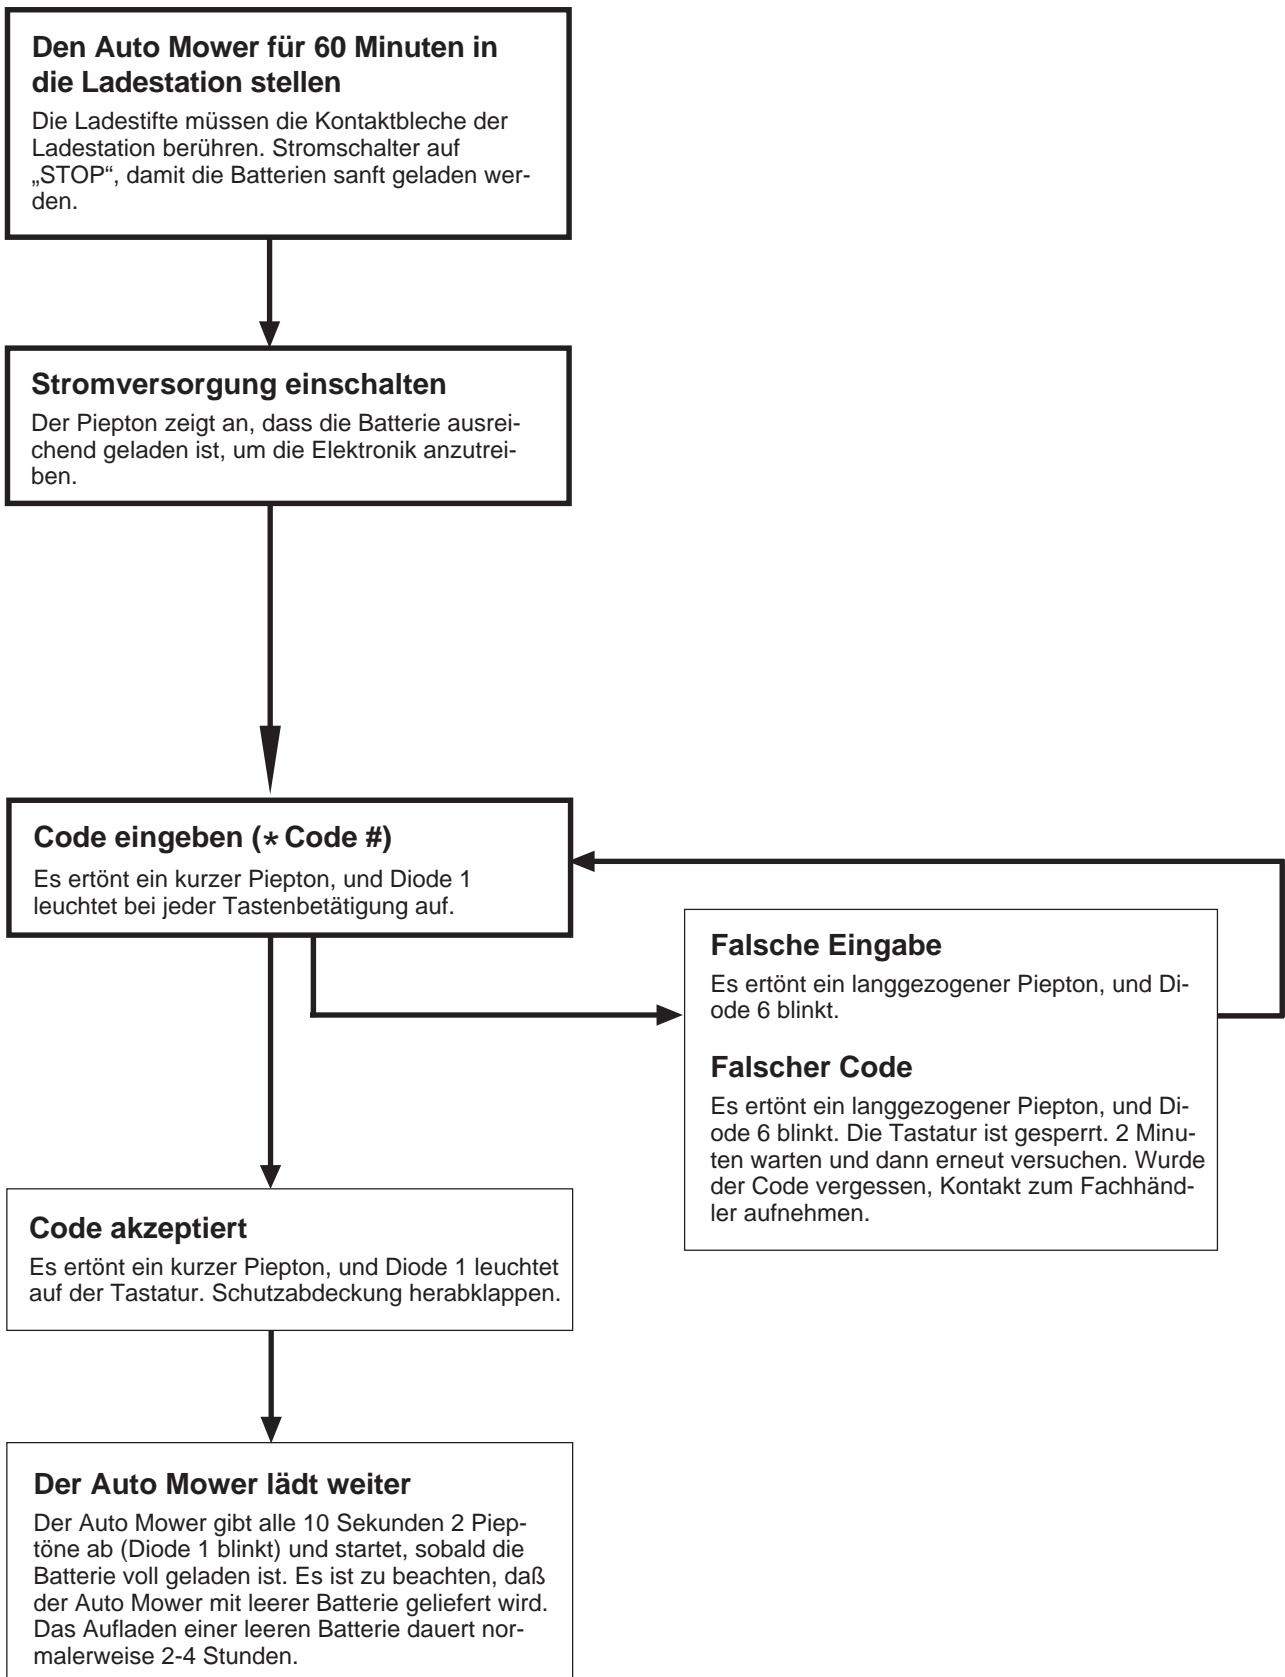 Den Auto Mower für 60 Minuten in
die Ladestation stellen
Die Ladestifte müssen die Kontaktbleche der
Ladestation berühren. Stromschalter auf
„STOP“, damit die Batterien sanft geladen wer-
den.
Stromversorgung einschalten
Der Piepton zeigt an, dass die Batterie ausrei-
chend geladen ist, um die Elektronik anzutrei-
ben.
Code eingeben (* Code #)
Es ertönt ein kurzer Piepton, und Diode 1
leuchtet bei jeder Tastenbetätigung auf.
Falsche Eingabe
Es ertönt ein langgezogener Piepton, und Di-
ode 6 blinkt.
Falscher Code
Es ertönt ein langgezogener Piepton, und Di-
ode 6 blinkt. Die Tastatur ist gesperrt. 2 Minu-
ten warten und dann erneut versuchen. Wurde
der Code vergessen, Kontakt zum Fachhänd-
ler aufnehmen.
Code akzeptiert
Es ertönt ein kurzer Piepton, und Diode 1 leuchtet
auf der Tastatur. Schutzabdeckung herabklappen.
Der Auto Mower lädt weiter
Der Auto Mower gibt alle 10 Sekunden 2 Piep-
töne ab (Diode 1 blinkt) und startet, sobald die
Batterie voll geladen ist. Es ist zu beachten, daß
der Auto Mower mit leerer Batterie geliefert wird.
Das Aufladen einer leeren Batterie dauert nor-
malerweise 2-4 Stunden.